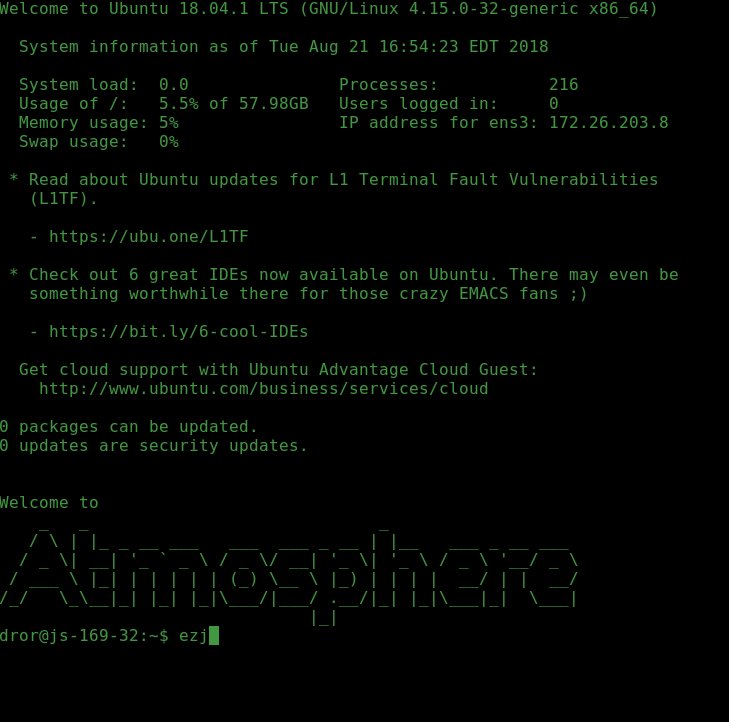 Welcome to Ubuntu 18.04.1 LTS (GNU/Linux 4.15.0-32-generic x86_64)
System information as of Tue Aug 21 16:54:23 EDT 2018
System load:  0.0               Processes:           216
Usage of /:   5.5% of 57.98GB   Users logged in:     0
Memory usage: 5%                IP address for ens3: 172.26.203.8
Swap usage:   0%
* Read about Ubuntu updates for L1 Terminal Fault Vulnerabilities
(L1TF).
- https://ubu.one/L1TF
* Check out 6 great IDEs now available on Ubuntu. There may even be
something worthwhile there for those crazy EMACS fans ;)
- https://bit.ly/6-cool-IDEs
Get cloud support with Ubuntu Advantage Cloud Guest:
http://www.ubuntu.com/business/services/cloud
0 packages can be updated.
0 updates are security updates.
Welcome to
Atmosphere
dror@js-169-32:~$ ezj